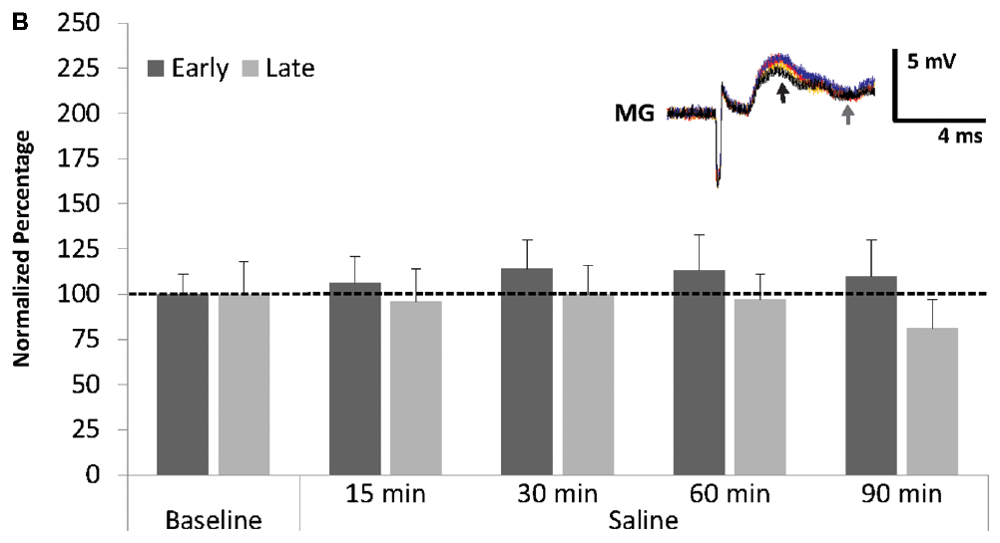 B
Normalized Percentage
250
225
200
175
150
125
100
75
50
25
0
Early Late
MG
5 mV
4 ms
15 min 30 min 60 min 90 min
Baseline Saline